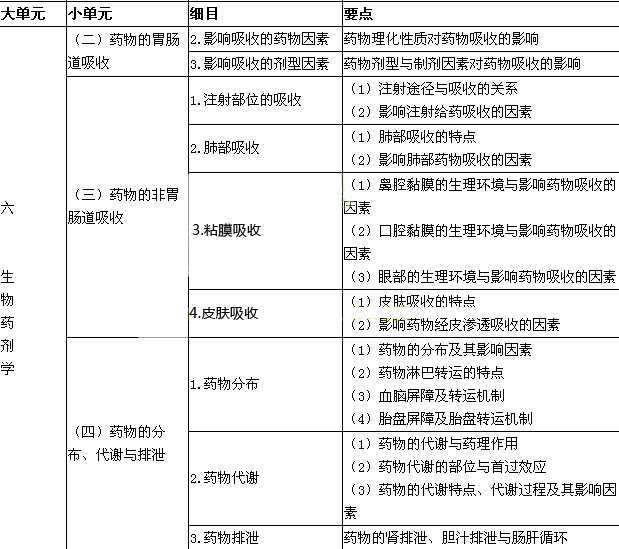 大单元 小单元 细目 要点
六 生物药剂学
（二）药物的胃肠
道吸收
2.影响吸收的药物因素 药物理化性质对药物吸收的影响
3.影响吸收的剂型因素 药物剂型与制剂因素对药物吸收的影响
（三）药物的非胃
肠道吸收
1.注射部位的吸收
（1）注射途径与吸收的关系
（2）影响注射给药吸收的因素
2.肺部吸收
（1）肺部吸收的特点
（2）影响肺部药物吸收的因素
3.粘膜吸收
（1）鼻腔黏膜的生理环境与影响药物吸收的
因素
（2）口腔黏膜的生理环境与影响药物吸收的
因素
（3）眼部的生理环境与影响药物吸收的因素
4.皮肤吸收
（1）皮肤吸收的特点
（2）影响药物经皮渗透吸收的因素
（四）药物的分
布、代谢与排泄
1.药物分布
（1）药物的分布及其影响因素
（2）药物淋巴转运的特点
（3）血脑屏障及转运机制
（4）胎盘屏障及胎盘转运机制
2.药物代谢
（1）药物的代谢与药理作用
（2）药物代谢的部位与首过效应
（3）药物的代谢特点、代谢过程及其影响因
素
3.药物排泄 药物的肾排泄、胆汁排泄与肠肝循环